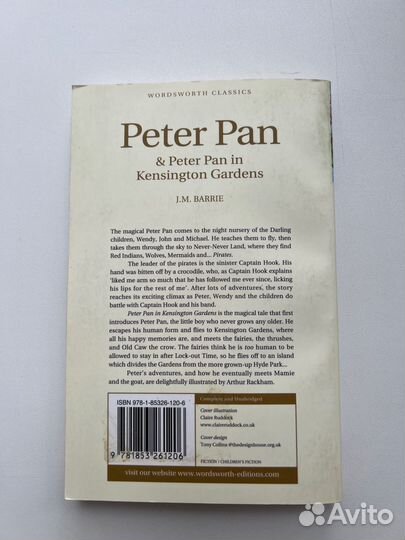 WORDSWORTH CLASSICS
Peter Pan
& Peter Pan in
Kensington Gardens
J.M. BARRIE
The magical Peter Pan comes to the night nursery of the Darling
children, Wendy, John and Michael. He teaches them to fly, then
takes them through the sky to Never-Never Land, where they find
Red Indians, Wolves, Mermaids and... Pirates.
The leader of the pirates is the sinister Captain Hook. His
hand was bitten off by a crocodile, who, as Captain Hook explains
'liked me arm so much that he has followed me ever since, licking
his lips for the rest of me'. After lots of adventures, the story
reaches its exciting climax as Peter, Wendy and the children do
battle with Captain Hook and his band.
Peter Pan in Kensington Gardens is the magical tale that first
introduces Peter Pan, the little boy who never grows any older. He
escapes his human form and flies to Kensington Gardens, where
all his happy memories are, and meets the fairies, the thrushes,
and Old Caw the crow. The fairies think he is too human to be
allowed to stay in after Lock-out Time, so he flies off to an island
which divides the Gardens from the more grown-up Hyde Park...
Peter's adventures, and how he eventually meets Mamie
and the goat, are delightfully illustrated by Arthur Rackham.
ISBN 978-1-85326-120-6
9 781853 261206
Complete and Unabridged
Cover illustration
Claire Ruddock
www.claireruddock.co.uk
Cover design
Tony Collins @thedesignhouse.org.uk
FICTION / CHILDREN'S FICTION
visit our website www.wordsworth-editions.com
Avito